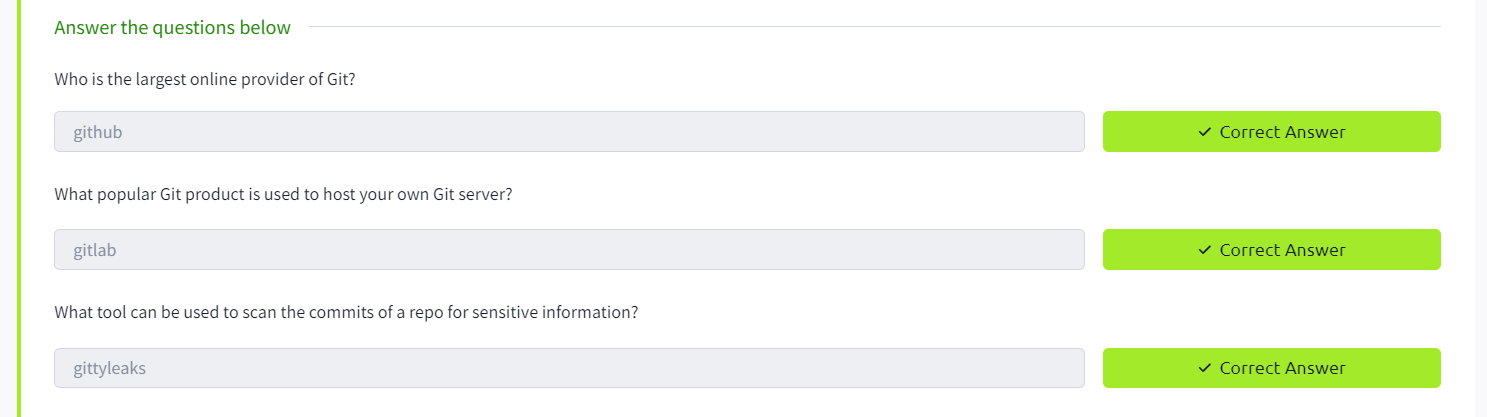 Answer the questions below
Who is the largest online provider of Git?
github
✓ Correct Answer
What popular Git product is used to host your own Git server?
gitlab
✓ Correct Answer
What tool can be used to scan the commits of a repo for sensitive information?
gittyleaks
✓ Correct Answer